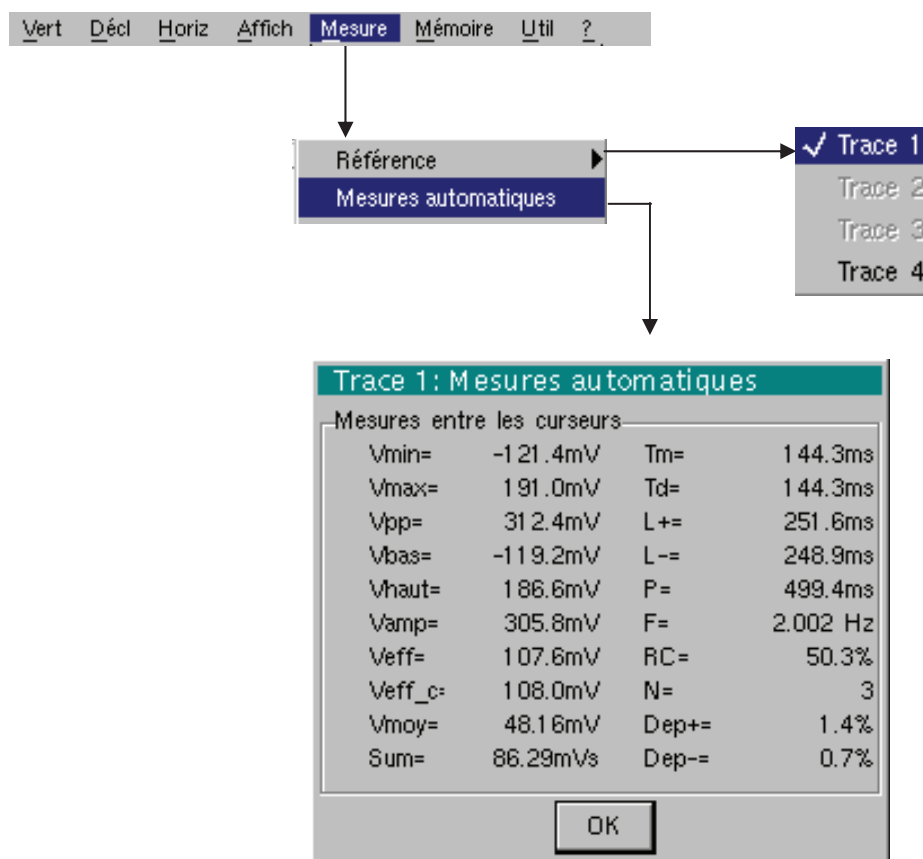 Vert Décl Horiz Affich Mesure Mémoire Util ?
Référence
Mesures automatiques
Trace 1
Trace 2
Trace 3
Trace 4
Trace 1: Mesures automatiques
Mesures entre les curseurs
Vmin= -121.4mV Tm= 144.3ms
Vmax= 191.0mV Td= 144.3ms
Vpp= 312.4mV L+= 251.6ms
Vbas= -119.2mV L-= 248.9ms
Vhaut= 186.6mV P= 499.4ms
Vamp= 305.8mV F= 2.002 Hz
Veff= 107.6mV RC= 50.3%
Veff_c= 108.0mV N= 3
Vmoy= 48.16mV Dep+= 1.4%
Sum= 86.29mVs Dep-= 0.7%
OK